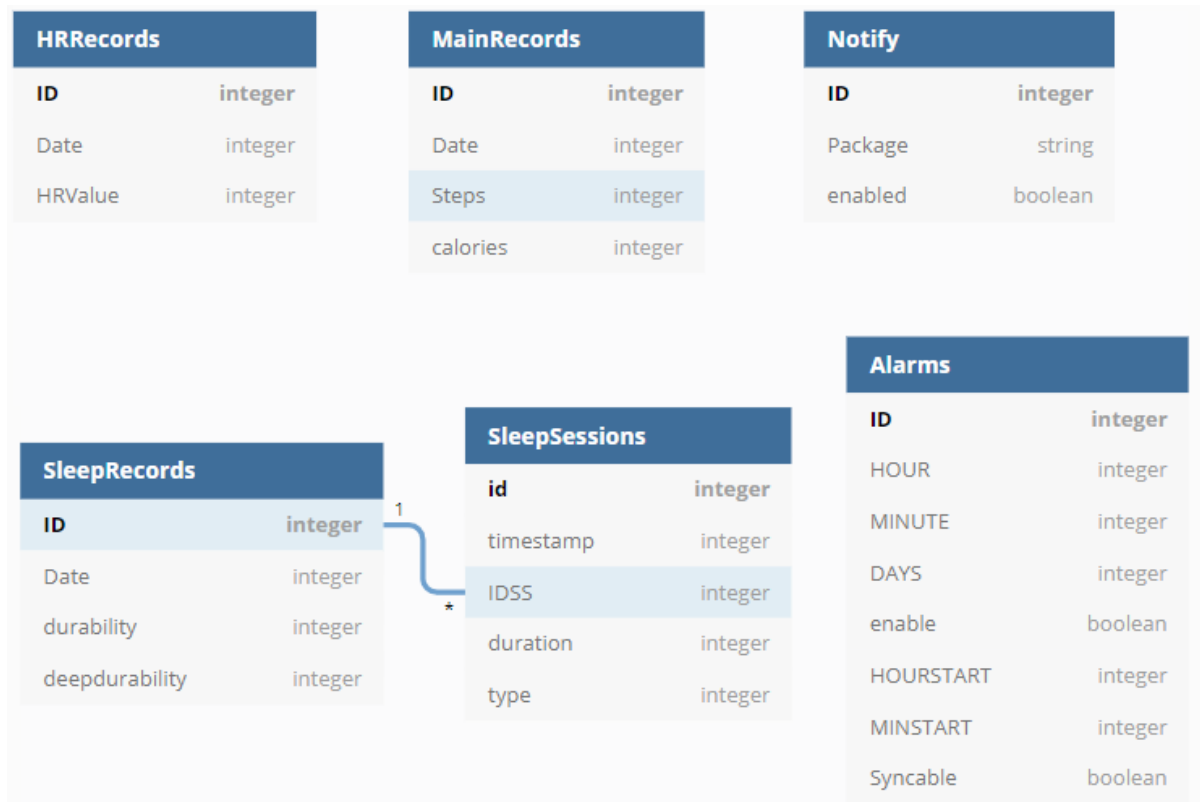 HRRecords
ID integer
Date integer
HRValue integer
MainRecords
ID integer
Date integer
Steps integer
calories integer
Notify
ID integer
Package string
enabled boolean
SleepRecords
ID integer
Date integer
durability integer
deepdurability integer
1
*
SleepSessions
id integer
timestamp integer
IDSS integer
duration integer
type integer
Alarms
ID integer
HOUR integer
MINUTE integer
DAYS integer
enable boolean
HOURSTART integer
MINSTART integer
Syncable boolean